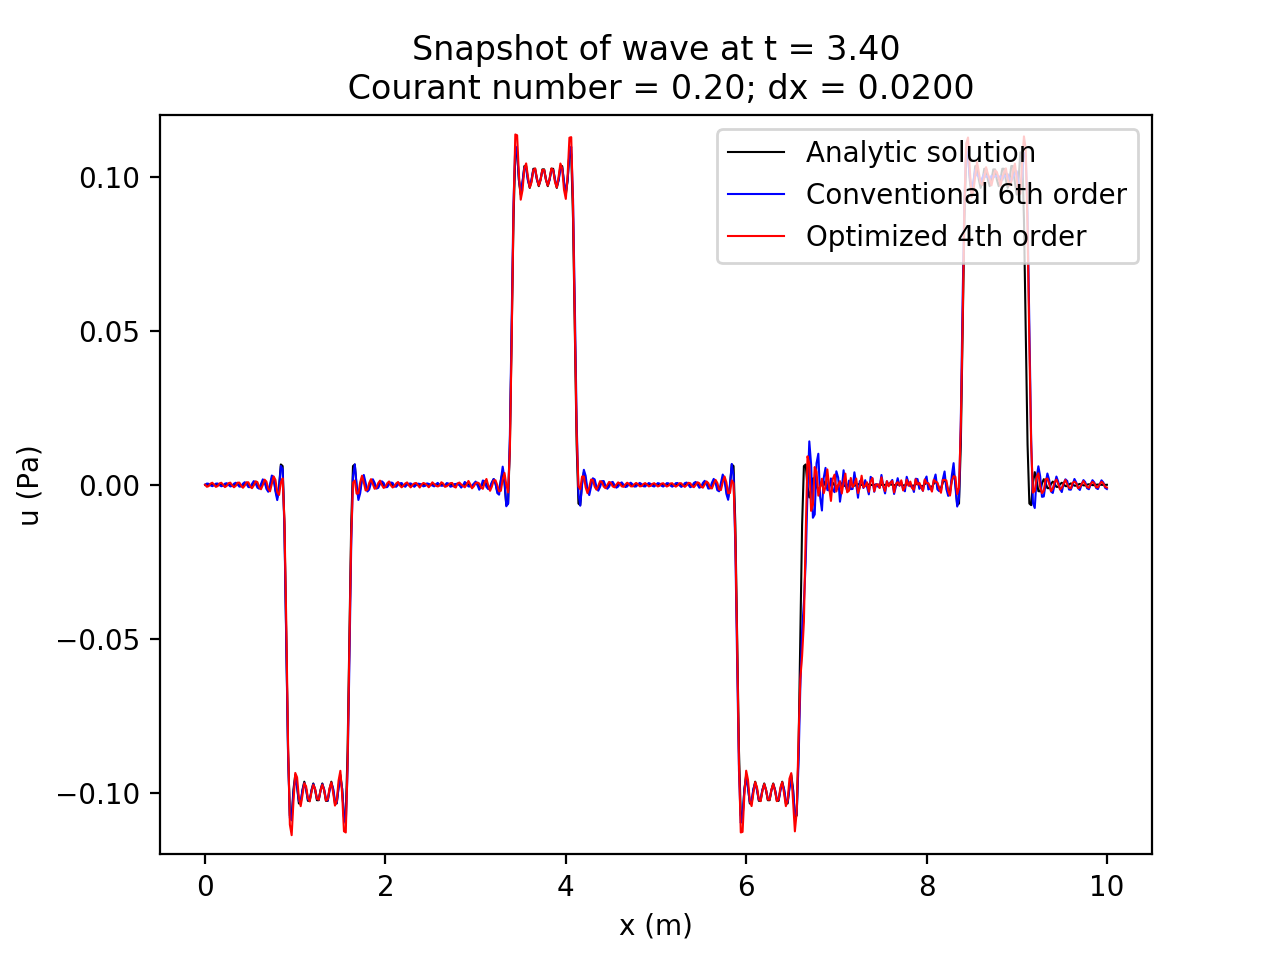 Snapshot of wave at t = 3.40
Courant number = 0.20; dx = 0.0200
Analytic solution
Conventional 6th order
Optimized 4th order
0.10
0.05
0.00
−0.05
−0.10
u (Pa)
0 2 4 6 8 10
x (m)